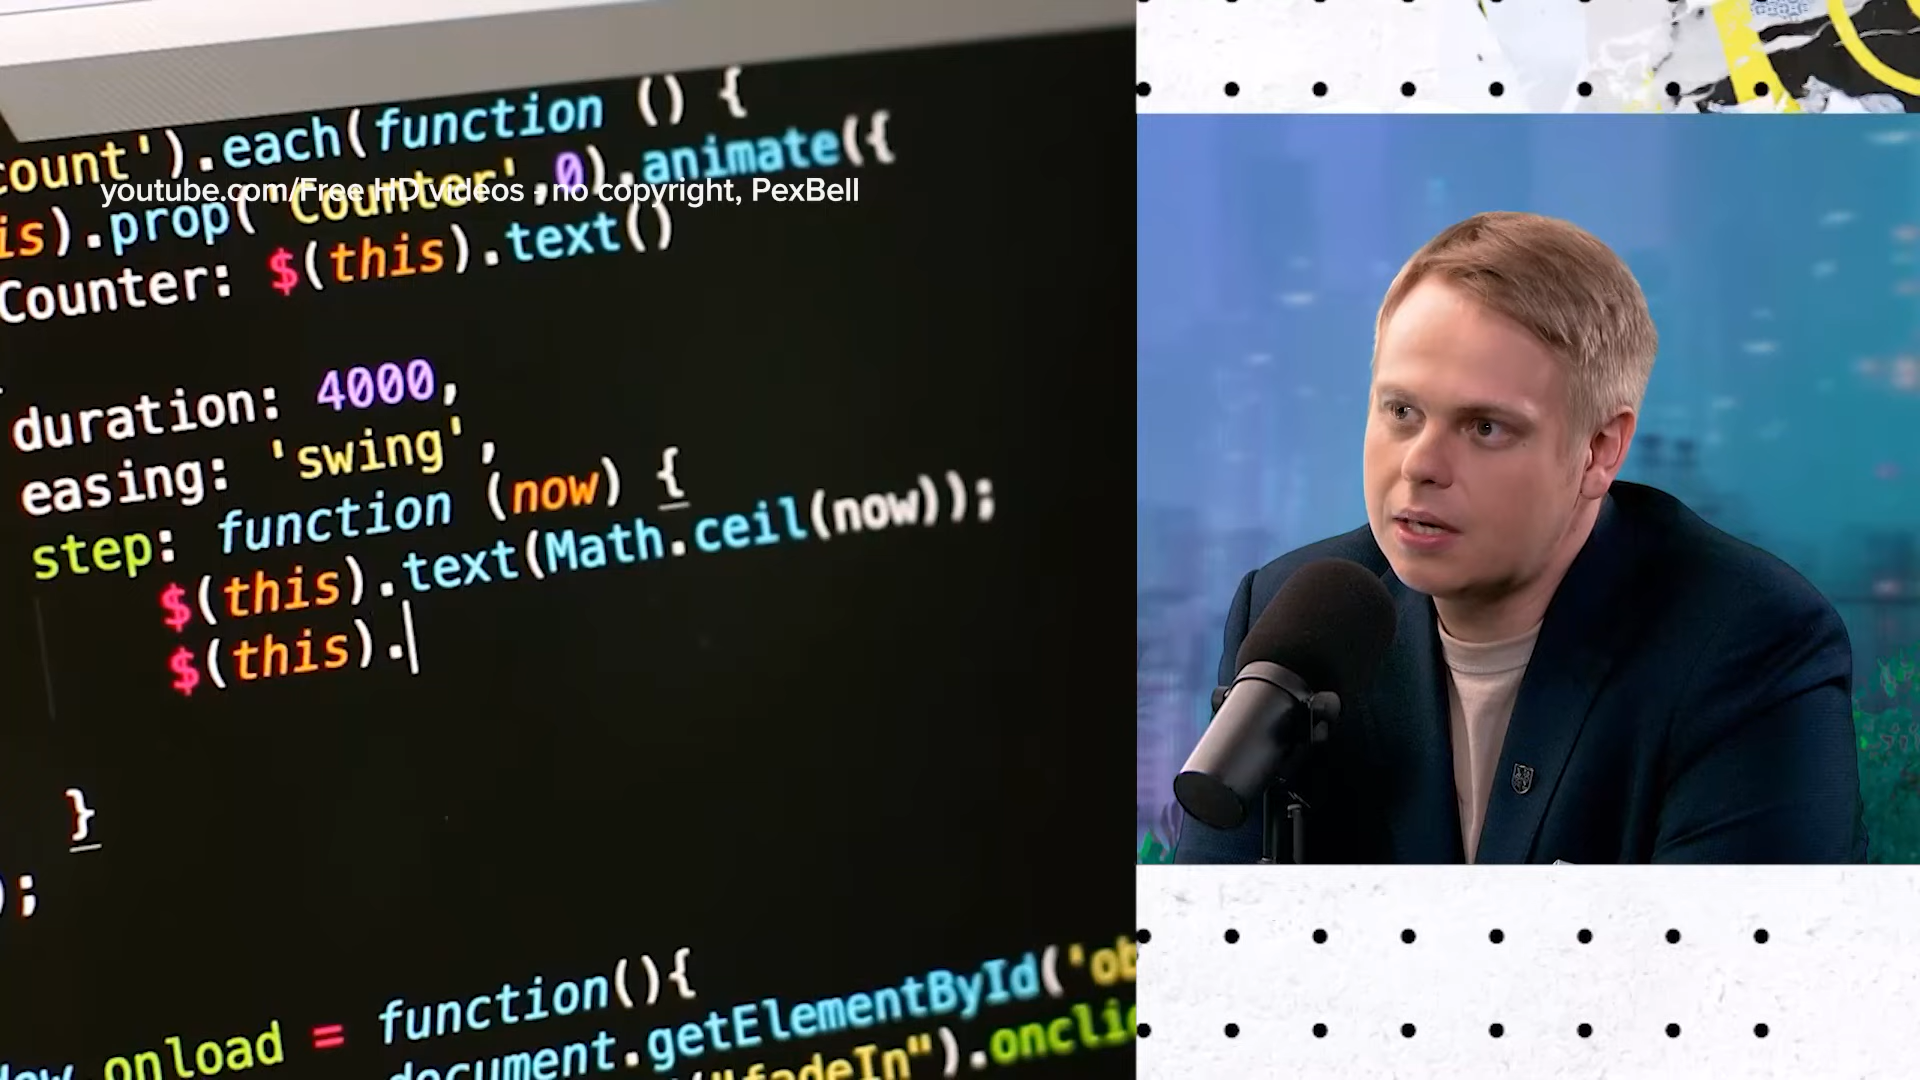 count').each(function () {
is).prop('Counter',0).animate({
youtube.com/Free HD videos - no copyright, PexBell
Counter: $(this).text()
duration: 4000,
easing: 'swing',
step: function (now) {
$(this).text(Math.ceil(now));
$(this).
}
);
onload = function(){
document.getElementById('ob
"fadeIn").onclic